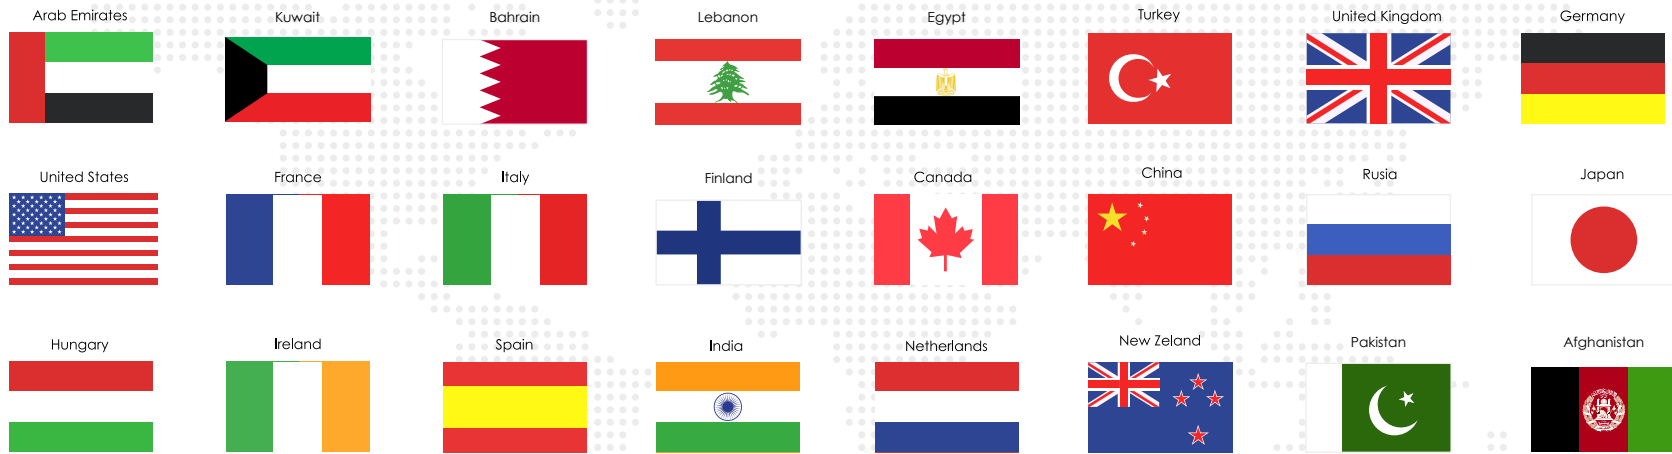 Arab Emirates
Kuwait
Bahrain
Lebanon
Egypt
Turkey
United Kingdom
Germany
United States
France
Italy
Finland
Canada
China
Rusia
Japan
Hungary
Ireland
Spain
India
Netherlands
New Zeland
Pakistan
Afghanistan